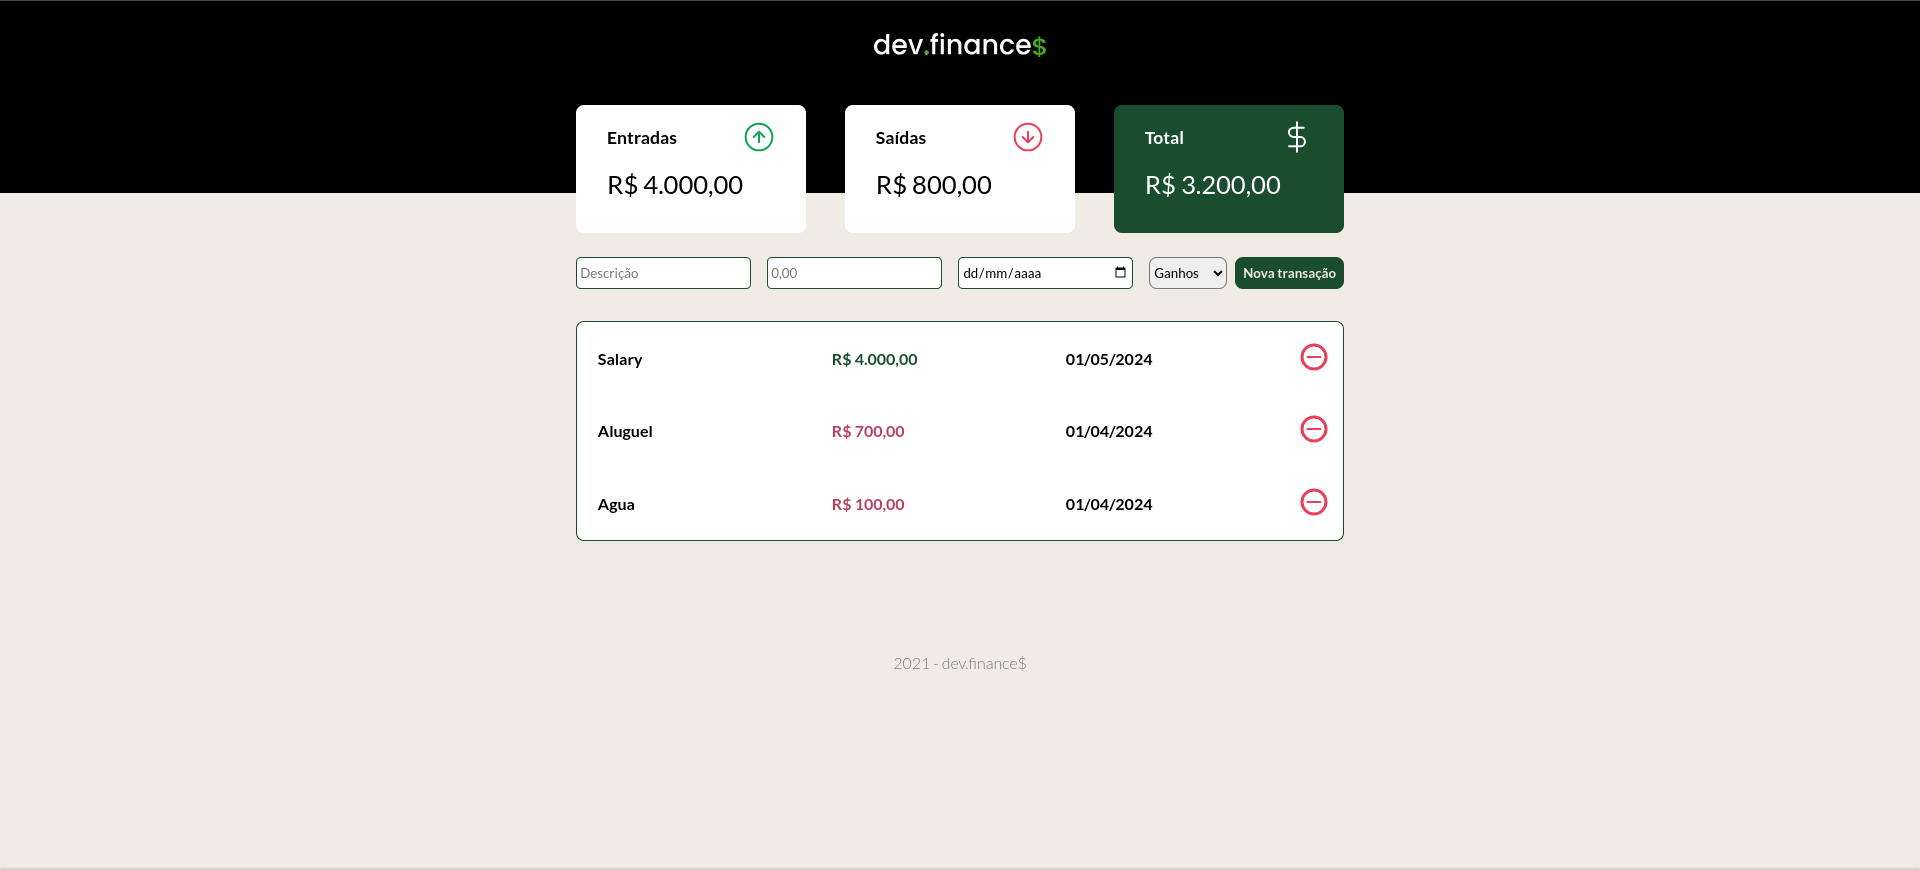 dev.finance$
Entradas
R$ 4.000,00
Saídas
R$ 800,00
Total
$
R$ 3.200,00
Descrição 0,00 dd/mm/aaaa Ganhos Nova transação
Salary R$ 4.000,00 01/05/2024
Aluguel R$ 700,00 01/04/2024
Agua R$ 100,00 01/04/2024
2021 - dev.finance$